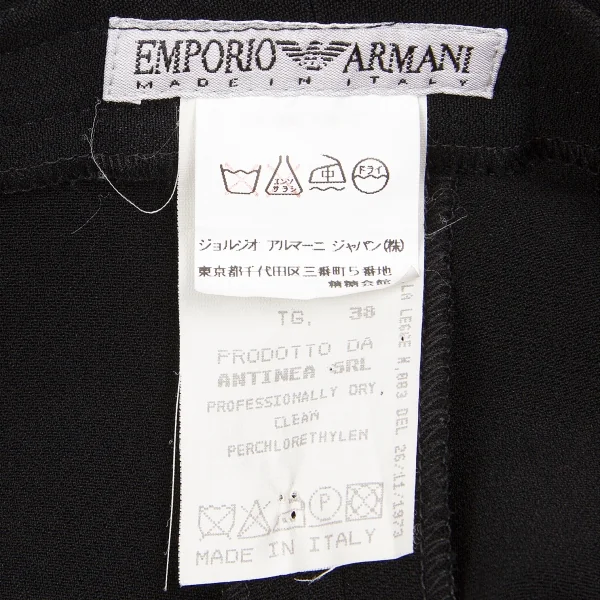 EMPORIO ARMANI
MADE IN ITALY
エンソ
サラシ
中
ドライ
ジョルジオ アルマーニ ジャパン(株)
東京都千代田区三番町5番地
TG. 38
PRODOTTO DA
ANTINEA SRL
PROFESSIONALLY DRY
CLEAN
PERCHLORETHYLEN
P
MADE IN ITALY
LA LEGGE N.883 DEL 26/11/1973